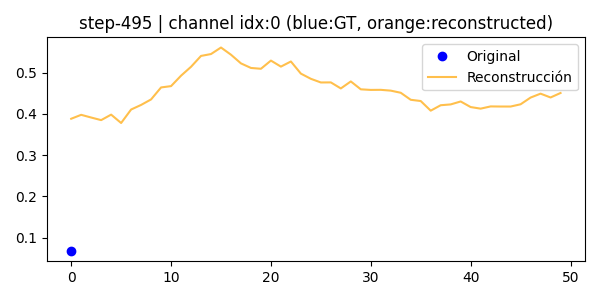 step-495 | channel idx:0 (blue:GT, orange:reconstructed)
Original
Reconstrucción
0.5
0.4
0.3
0.2
0.1
0 10 20 30 40 50